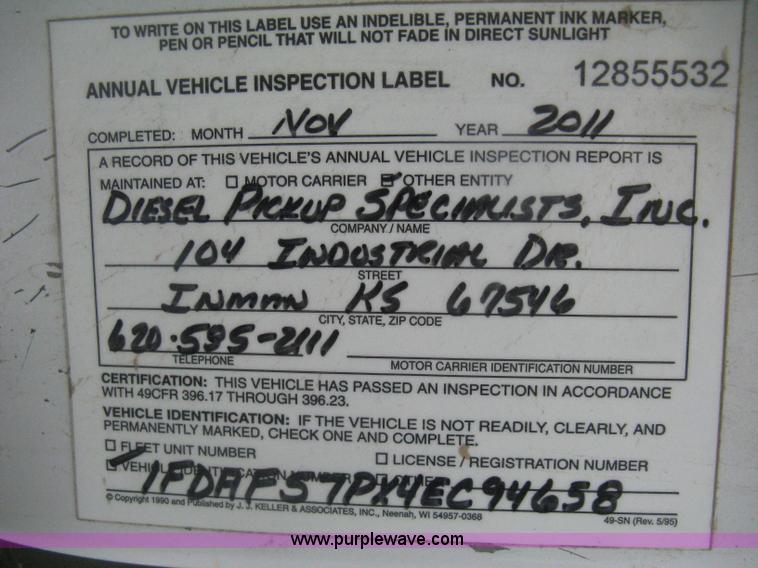 TO WRITE ON THIS LABEL USE AN INDELIBLE, PERMANENT INK MARKER,
PEN OR PENCIL THAT WILL NOT FADE IN DIRECT SUNLIGHT
ANNUAL VEHICLE INSPECTION LABEL NO. 12855532
COMPLETED: MONTH Nov YEAR 2011
A RECORD OF THIS VEHICLE'S ANNUAL VEHICLE INSPECTION REPORT IS
MAINTAINED AT: ☐ MOTOR CARRIER ☑ OTHER ENTITY
DIESEL PICKUP SPECIALISTS, INC.
COMPANY / NAME
104 INDUSTRIAL DR.
STREET
INMAN KS 67546
CITY, STATE, ZIP CODE
620-585-2111
TELEPHONE MOTOR CARRIER IDENTIFICATION NUMBER
CERTIFICATION: THIS VEHICLE HAS PASSED AN INSPECTION IN ACCORDANCE
WITH 49CFR 396.17 THROUGH 396.23.
VEHICLE IDENTIFICATION: IF THE VEHICLE IS NOT READILY, CLEARLY, AND
PERMANENTLY MARKED, CHECK ONE AND COMPLETE.
☐ FLEET UNIT NUMBER ☐ LICENSE / REGISTRATION NUMBER
☑ VEHICLE IDENTIFICATION NUMBER ☐ OTHER
1FDAF57PX4EC94658
© Copyright 1990 and Published by J. J. KELLER & ASSOCIATES, INC., Neenah, WI 54957-0368 49-SN (Rev. 5/95)
www.purplewave.com